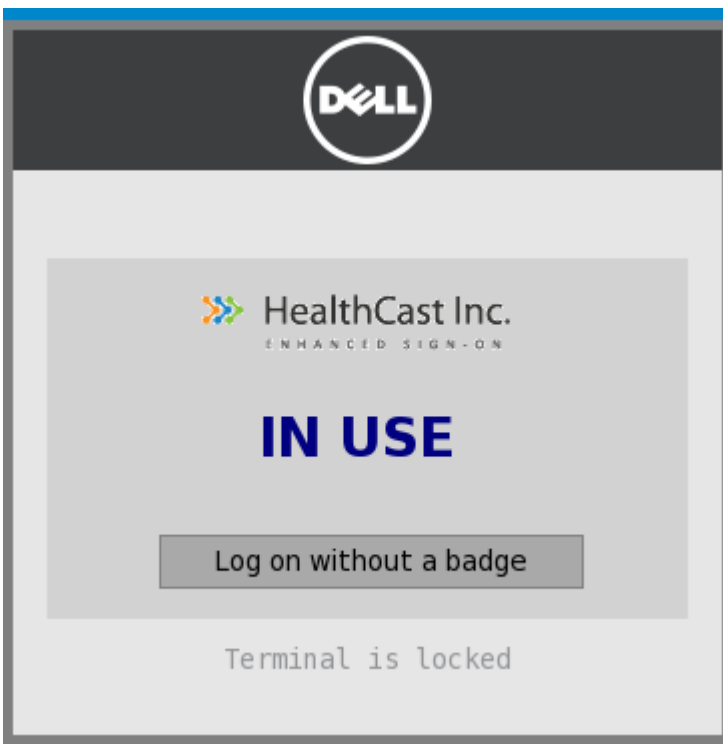 DELL
HealthCast Inc.
ENHANCED SIGN-ON
IN USE
Log on without a badge
Terminal is locked